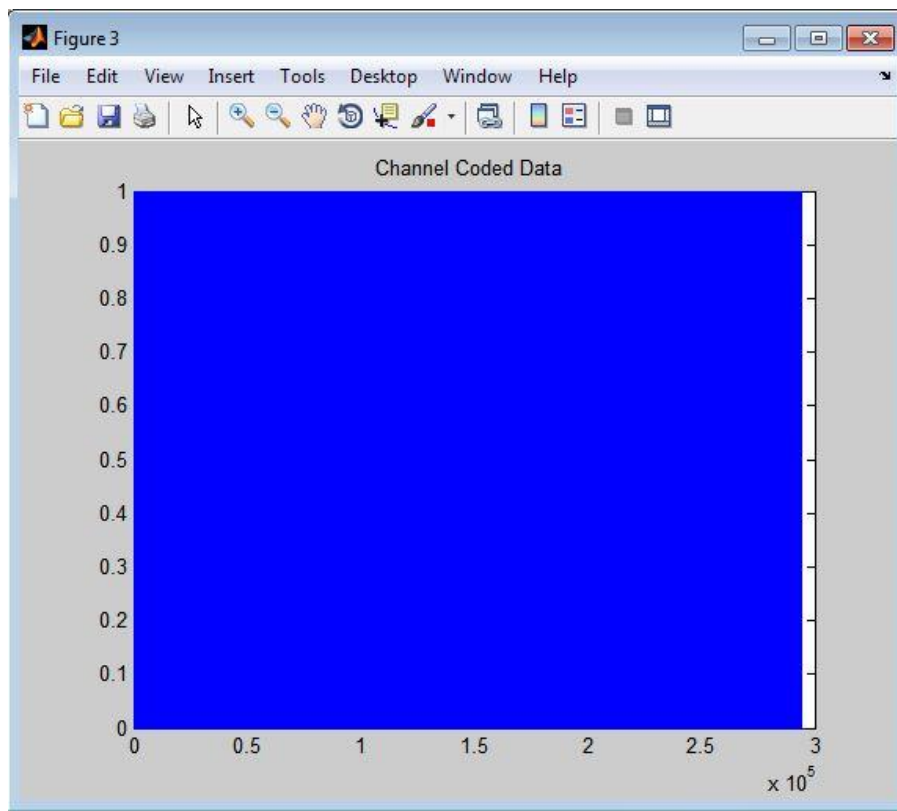 Figure 3
File Edit View Insert Tools Desktop Window Help
Channel Coded Data
1
0.9
0.8
0.7
0.6
0.5
0.4
0.3
0.2
0.1
0
0 0.5 1 1.5 2 2.5 3
x 10^5